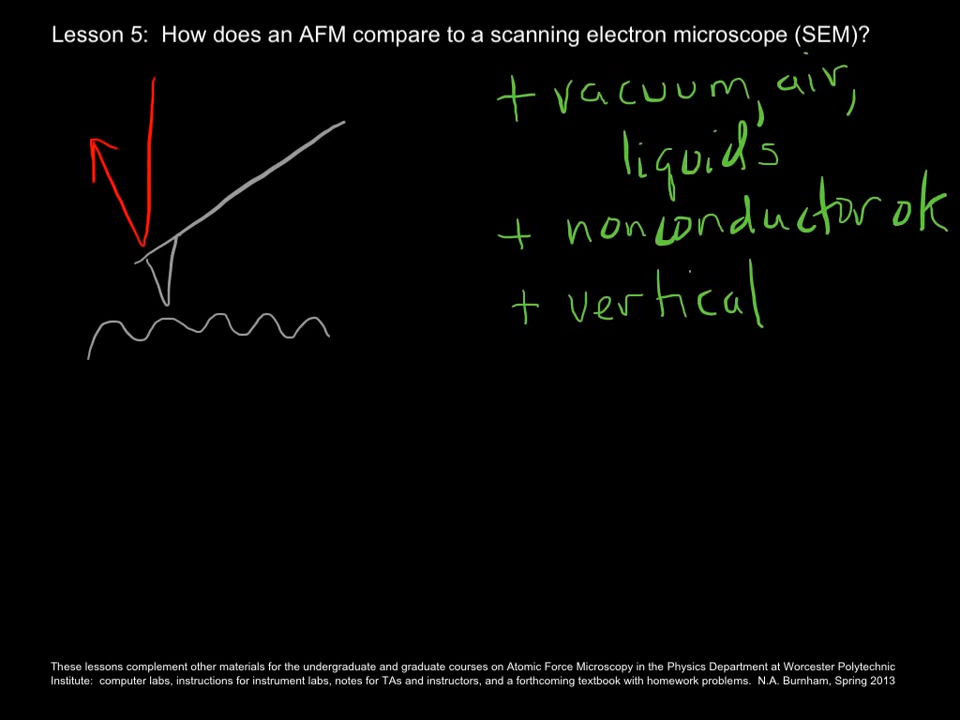 Lesson 5:  How does an AFM compare to a scanning electron microscope (SEM)?
+ vacuum, air,
liquids
+ nonconductor ok
+ vertical
These lessons complement other materials for the undergraduate and graduate courses on Atomic Force Microscopy in the Physics Department at Worcester Polytechnic
Institute:  computer labs, instructions for instrument labs, notes for TAs and instructors, and a forthcoming textbook with homework problems.  N.A. Burnham, Spring 2013